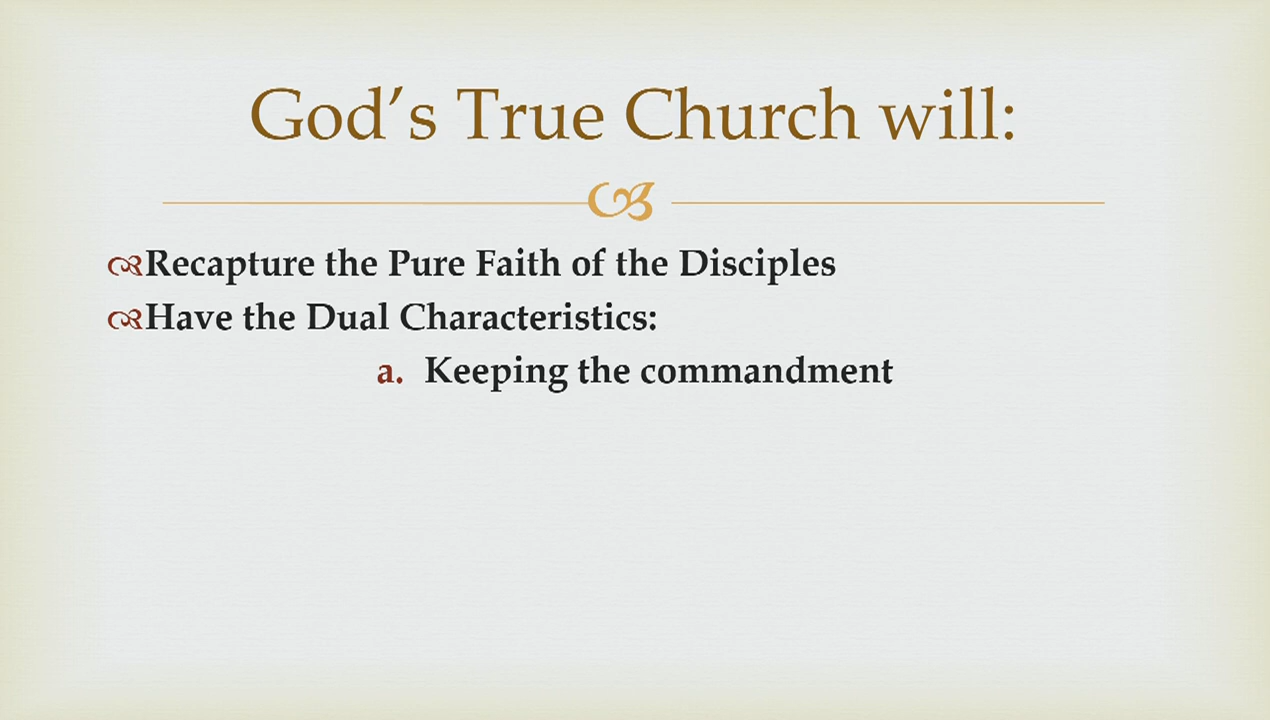 God’s True Church will:
Recapture the Pure Faith of the Disciples
Have the Dual Characteristics:
a. Keeping the commandment